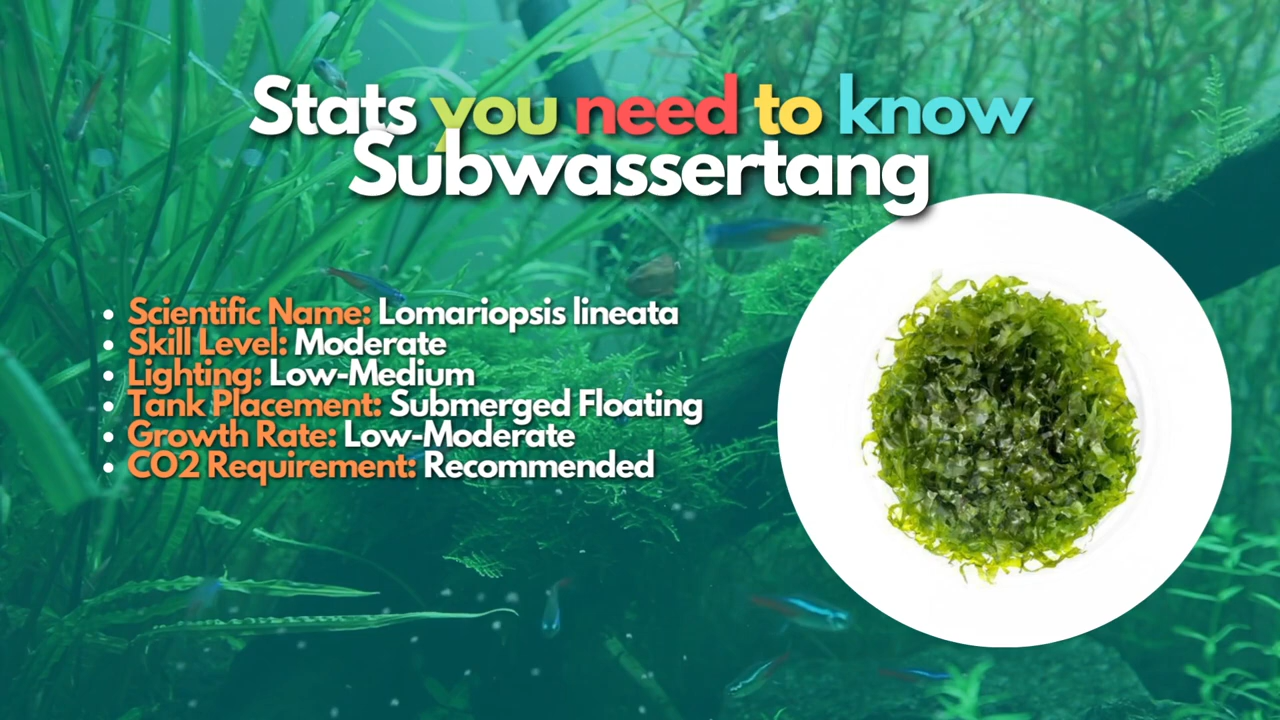 Stats you need to know
Subwassertang
• Scientific Name: Lomariopsis lineata
• Skill Level: Moderate
• Lighting: Low-Medium
• Tank Placement: Submerged Floating
• Growth Rate: Low-Moderate
• CO2 Requirement: Recommended